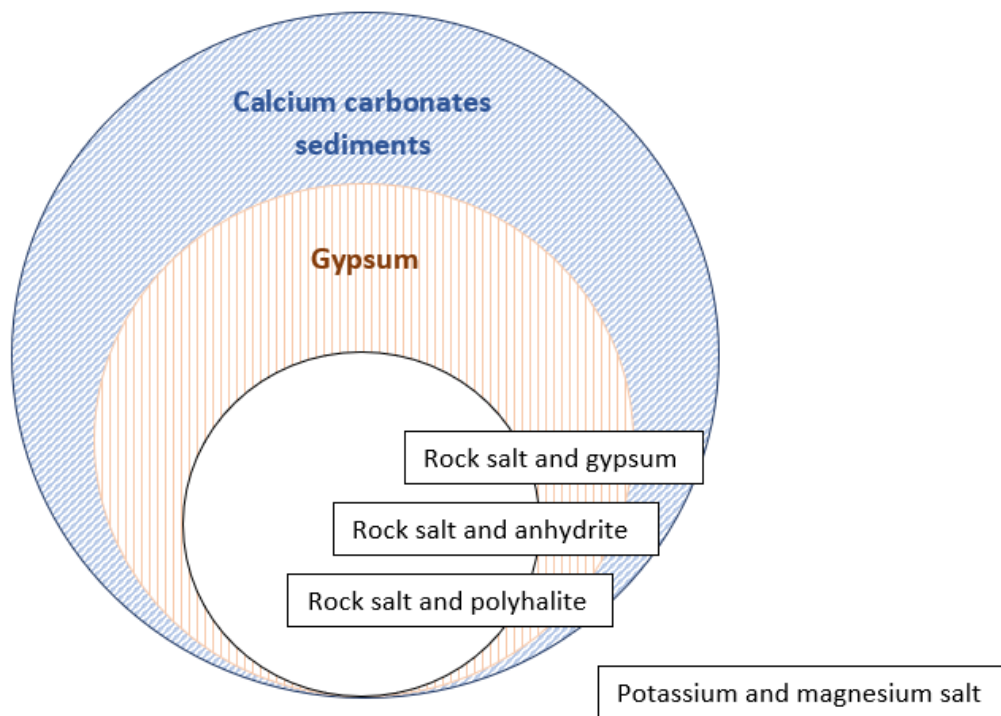 Calcium carbonates
sediments
Gypsum
Rock salt and gypsum
Rock salt and anhydrite
Rock salt and polyhalite
Potassium and magnesium salt